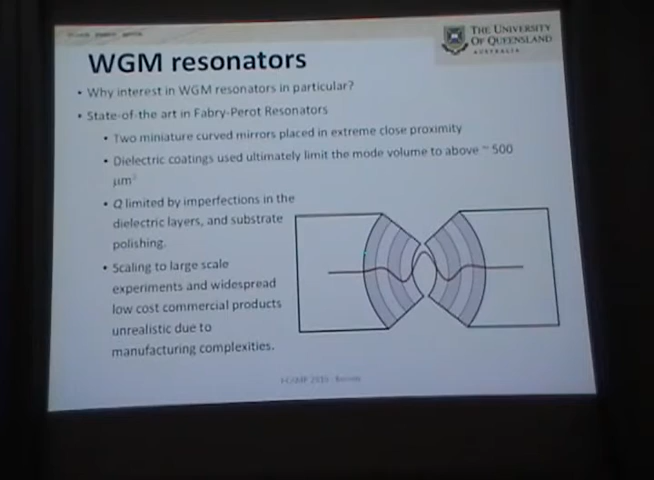 THE UNIVERSITY
OF QUEENSLAND
AUSTRALIA
WGM resonators
• Why interest in WGM resonators in particular?
• State-of-the art in Fabry-Perot Resonators
• Two miniature curved mirrors placed in extreme close proximity
• Dielectric coatings used ultimately limit the mode volume to above ~ 500
µm³
• Q limited by imperfections in the
dielectric layers, and substrate
polishing.
• Scaling to large scale
experiments and widespread
low cost commercial products
unrealistic due to
manufacturing complexities.